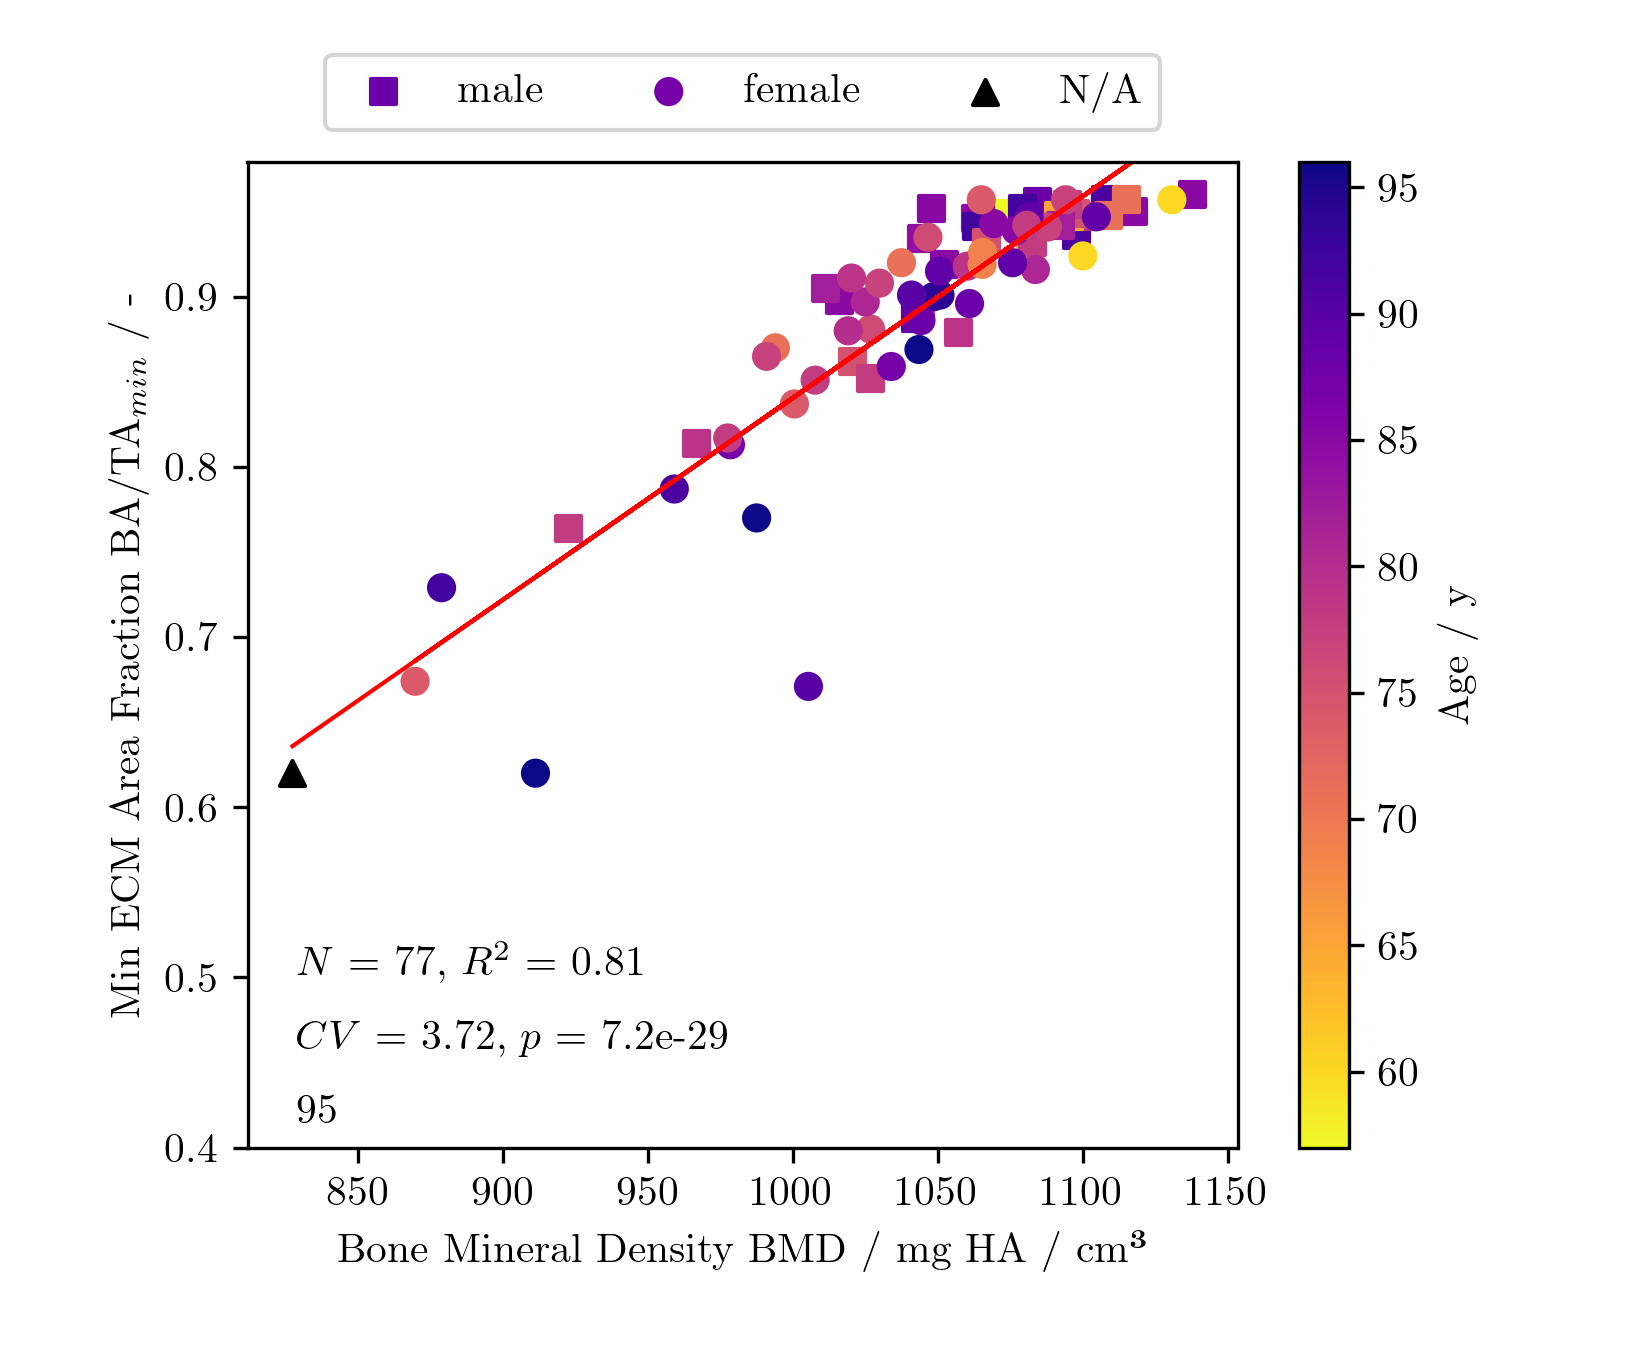 male female N/A
Min ECM Area Fraction BA/TA_min / -
0.9
0.8
0.7
0.6
0.5
0.4
N = 77, R² = 0.81
CV = 3.72, p = 7.2e-29
95
850 900 950 1000 1050 1100 1150
Bone Mineral Density BMD / mg HA / cm³
95
90
85
80
75
70
65
60
Age / y